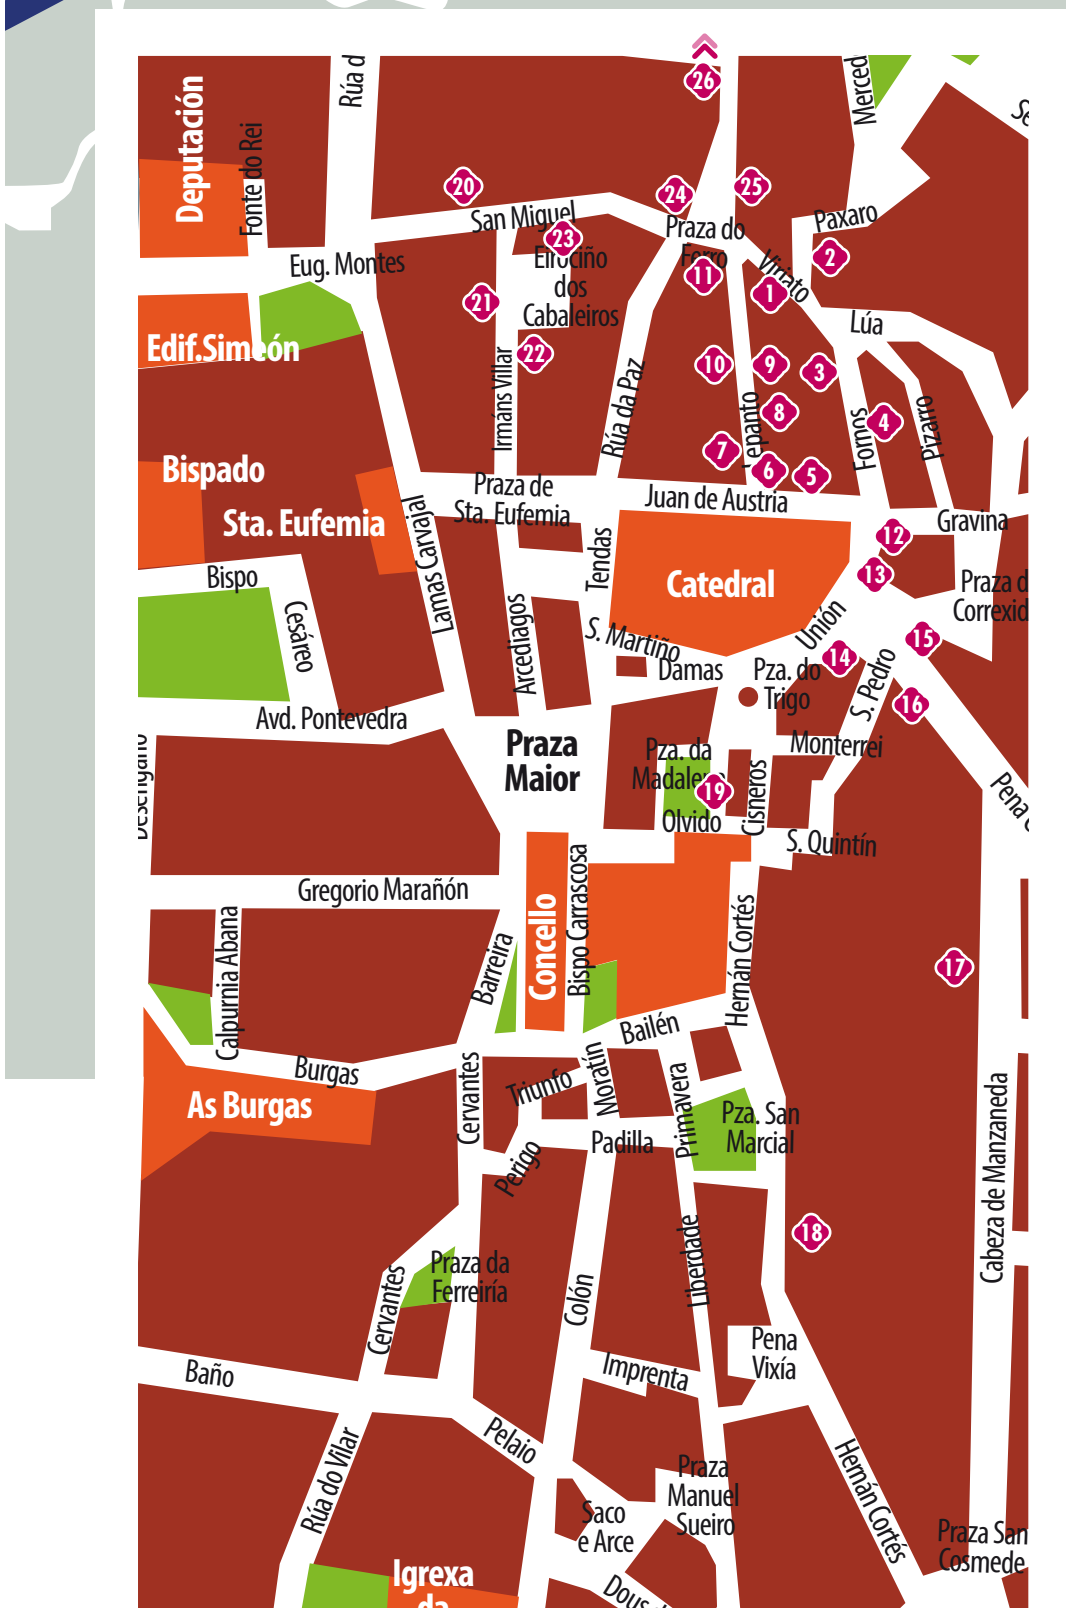 26
Rúa d
Merced
Se
Deputación
Fonte do Rei
20
San Miguel
24
25
Praza do
Ferro
Paxaro
23
Eirociño
dos
Cabaleiros
Viriato
2
Eug. Montes
11
1
21
Lúa
Edif.Simeón
22
Irmáns Villar
Rúa da Paz
10
9
3
8
Lepanto
Fornos
4
Pizarro
7
6
5
Bispado
Praza de
Sta. Eufemia
Juan de Austria
Sta. Eufemia
Lamas Carvajal
Gravina
12
Tendas
Catedral
13
Bispo
Praza d
Correxid
Cesáreo
Arcediagos
S. Martiño
Unión
15
Damas
Pza. do
Trigo
14
S. Pedro
16
Avd. Pontevedra
Praza
Maior
Pza. da
Madalena
19
Olvido
Monterrei
Desengano
Cisneros
Pena
S. Quintín
Gregorio Marañón
Concello
Bispo Carrascosa
Hernán Cortés
Calpurnia Abana
Barreira
17
Bailén
Burgas
Cervantes
Triunfo
Moratín
Primavera
As Burgas
Pza. San
Marcial
Padilla
Perigo
Cabeza de Manzaneda
18
Praza da
Ferreiría
Cervantes
Colón
Liberdade
Pena
Vixía
Baño
Imprenta
Pelaio
Rúa do Vilar
Praza
Manuel
Sueiro
Hernán Cortés
Saco
e Arce
Praza San
Cosmede
Igrexa
da
Dous